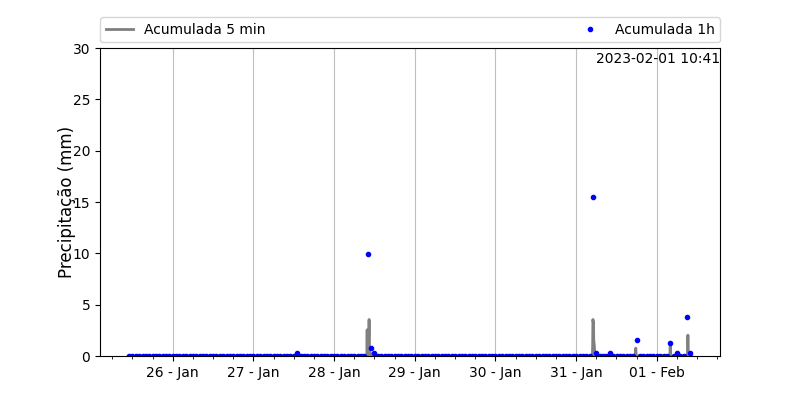 Acumulada 5 min
Acumulada 1h
2023-02-01 10:41
Precipitação (mm)
30
25
20
15
10
5
0
26 - Jan
27 - Jan
28 - Jan
29 - Jan
30 - Jan
31 - Jan
01 - Feb